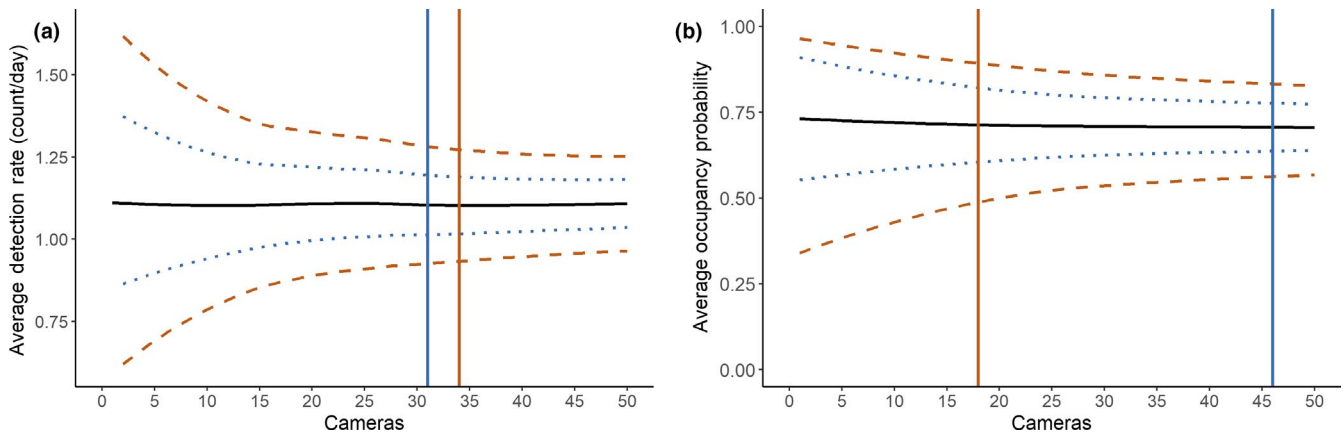 (a)
Average detection rate (count/day)
1.50
1.25
1.00
0.75
0 5 10 15 20 25 30 35 40 45 50
Cameras
(b)
Average occupancy probability
1.00
0.75
0.50
0.25
0.00
0 5 10 15 20 25 30 35 40 45 50
Cameras